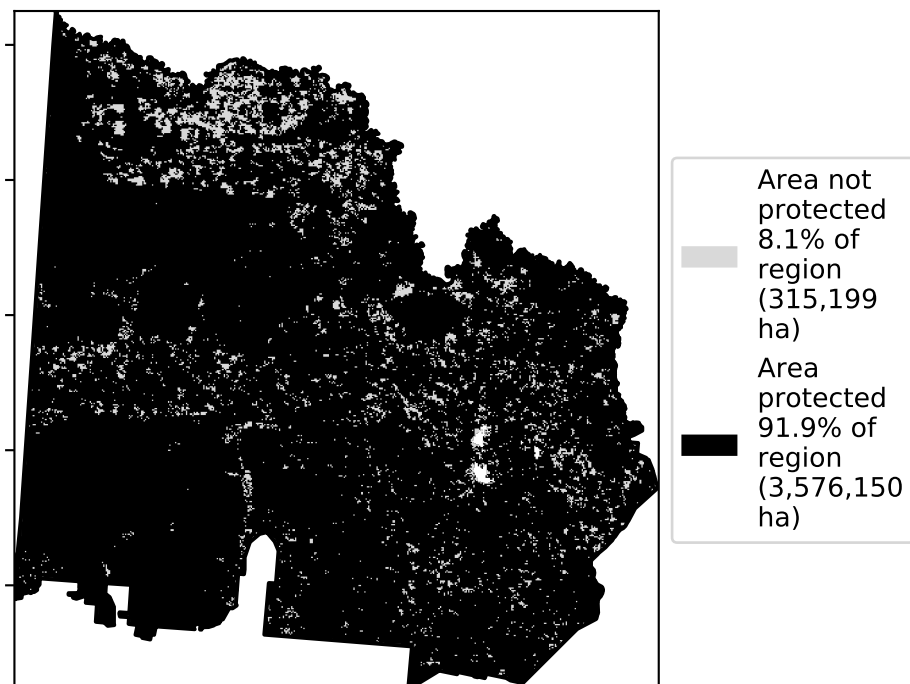 Area not
protected
8.1% of
region
(315,199
ha)
Area
protected
91.9% of
region
(3,576,150
ha)